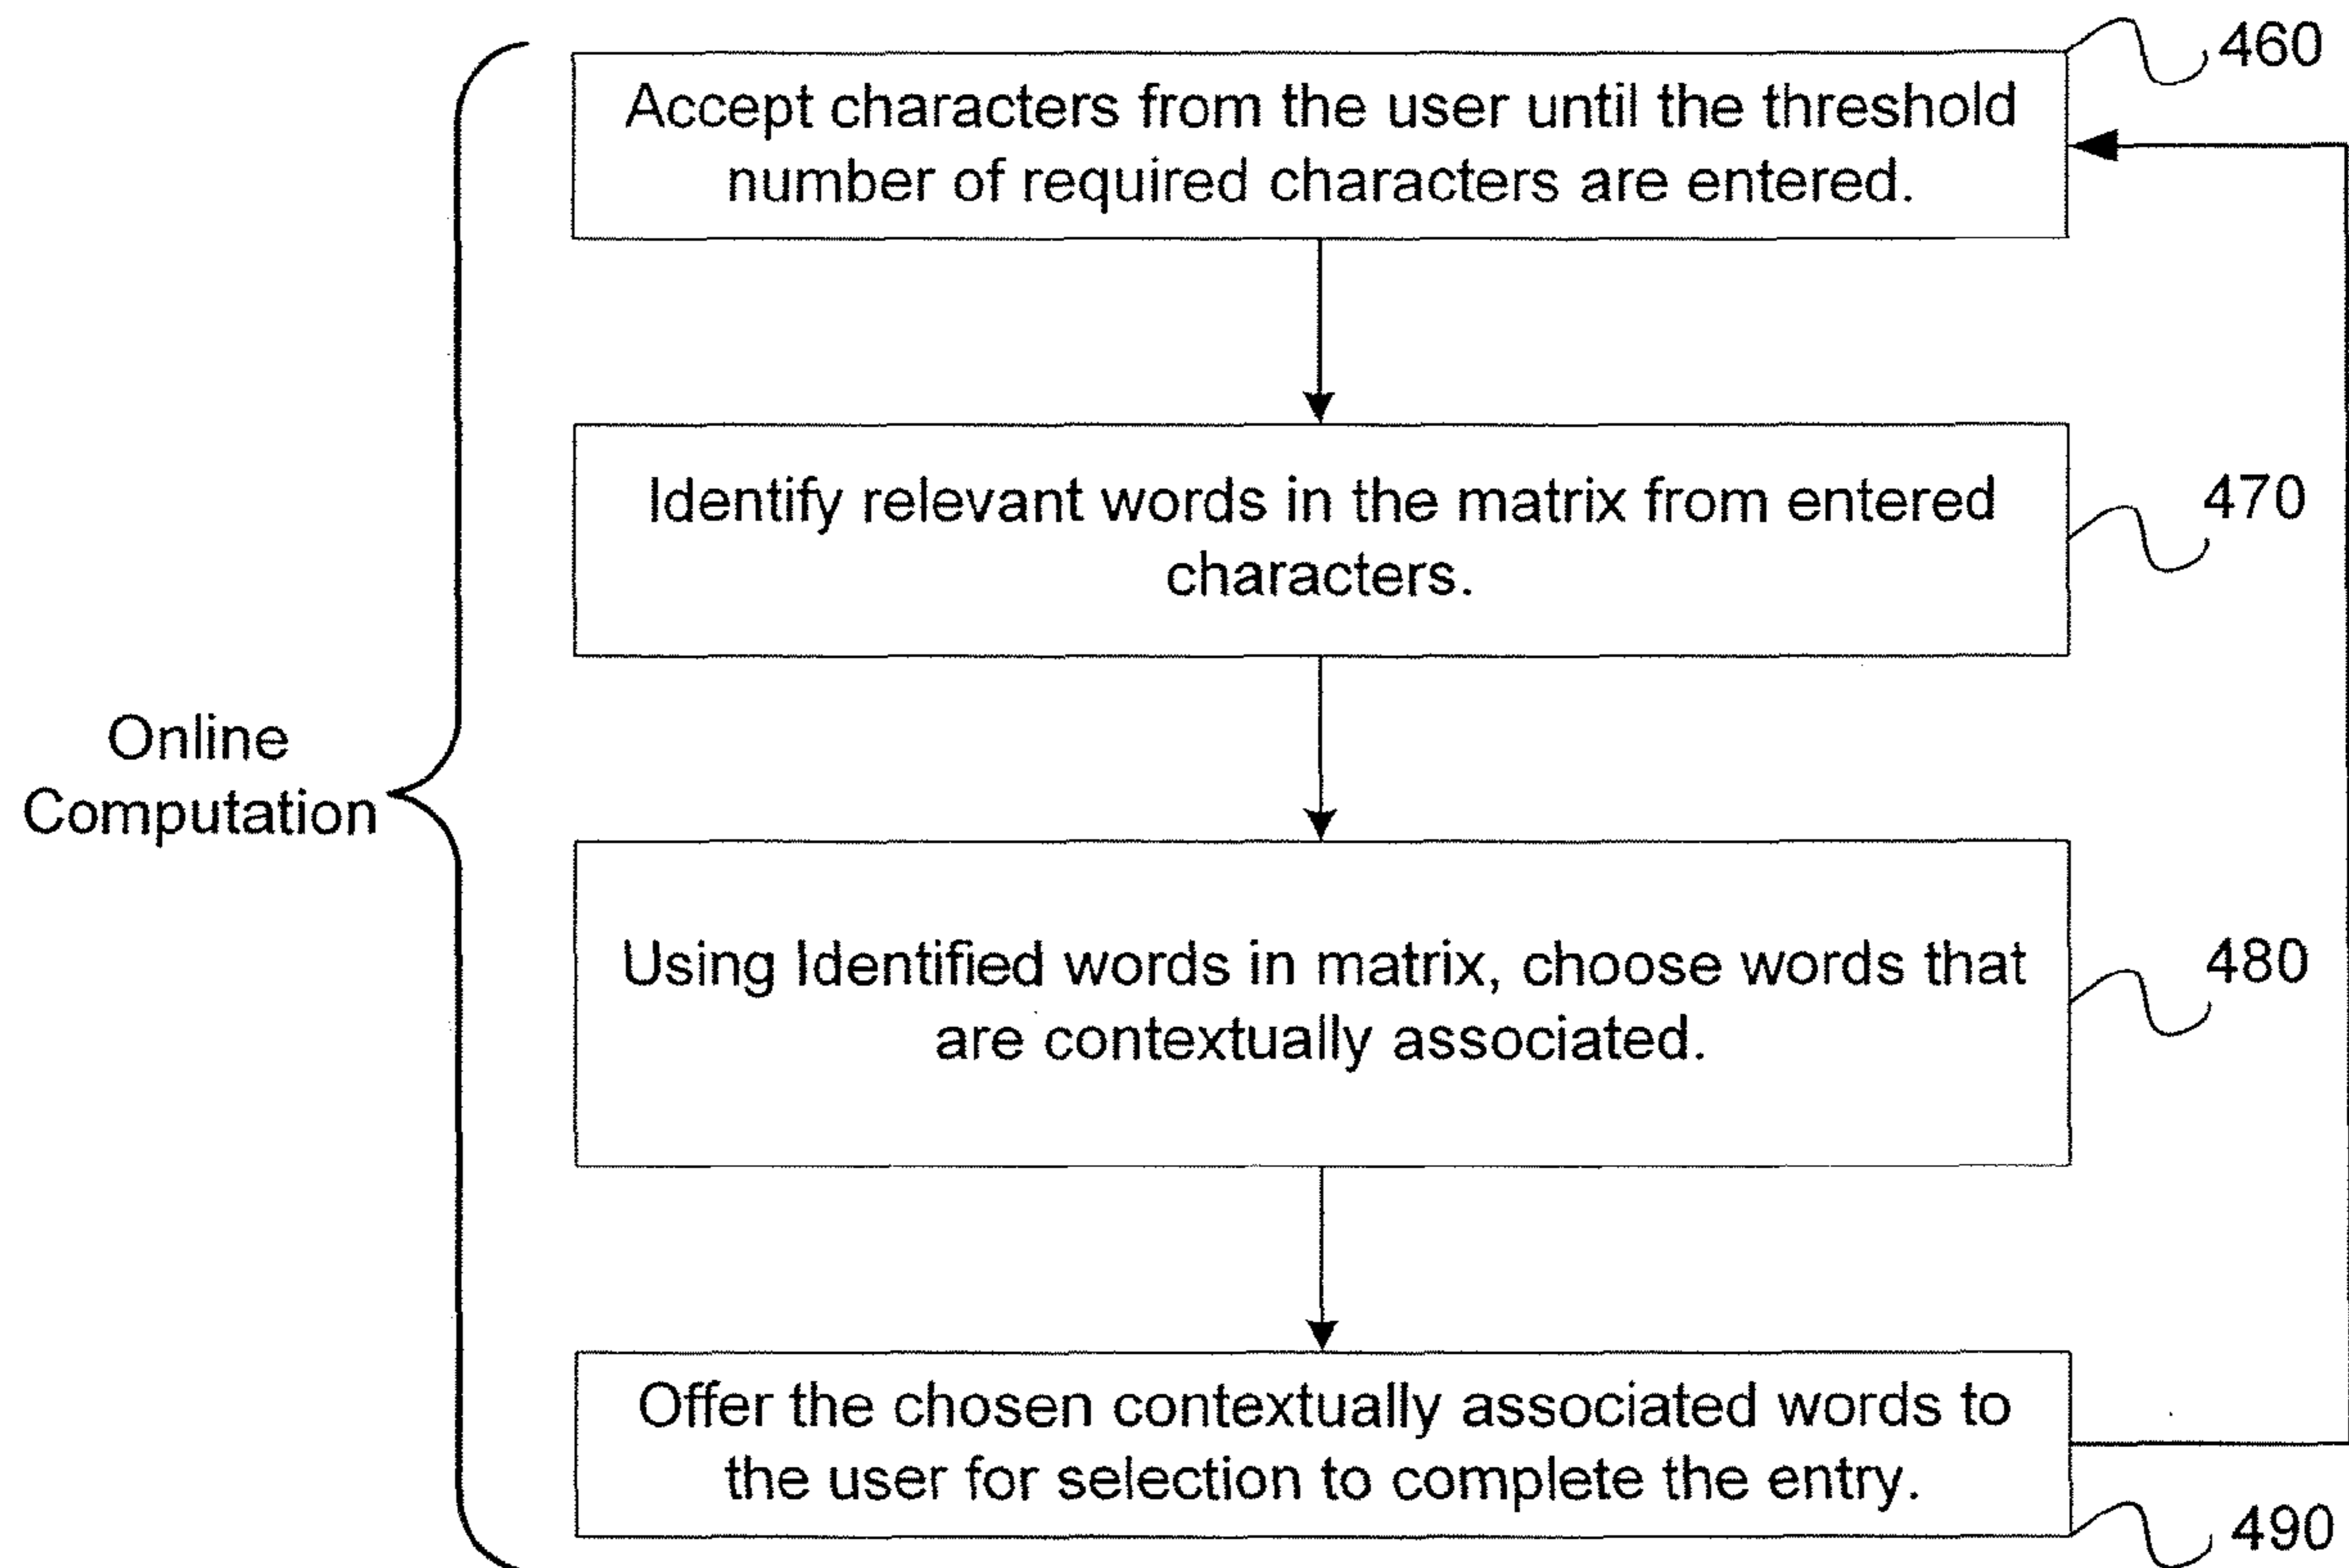 460
Accept characters from the user until the threshold
number of required characters are entered.
Identify relevant words in the matrix from entered
characters.
470
Online
Computation
Using Identified words in matrix, choose words that
are contextually associated.
480
Offer the chosen contextually associated words to
the user for selection to complete the entry.
490